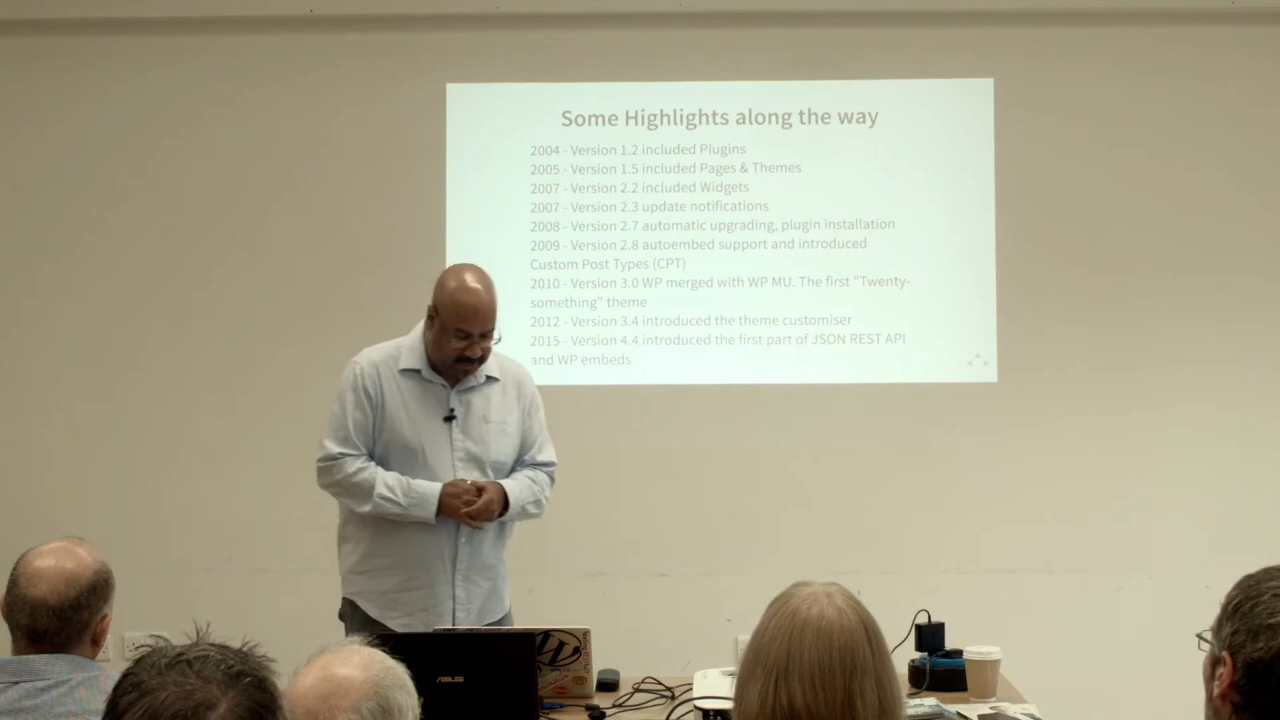 Some Highlights along the way
2004 - Version 1.2 included Plugins
2005 - Version 1.5 included Pages & Themes
2007 - Version 2.2 included Widgets
2007 - Version 2.3 update notifications
2008 - Version 2.7 automatic upgrading, plugin installation
2009 - Version 2.8 autoembed support and introduced
Custom Post Types (CPT)
2010 - Version 3.0 WP merged with WP MU. The first "Twenty-
something" theme
2012 - Version 3.4 introduced the theme customiser
2015 - Version 4.4 introduced the first part of JSON REST API
and WP embeds
ASUS